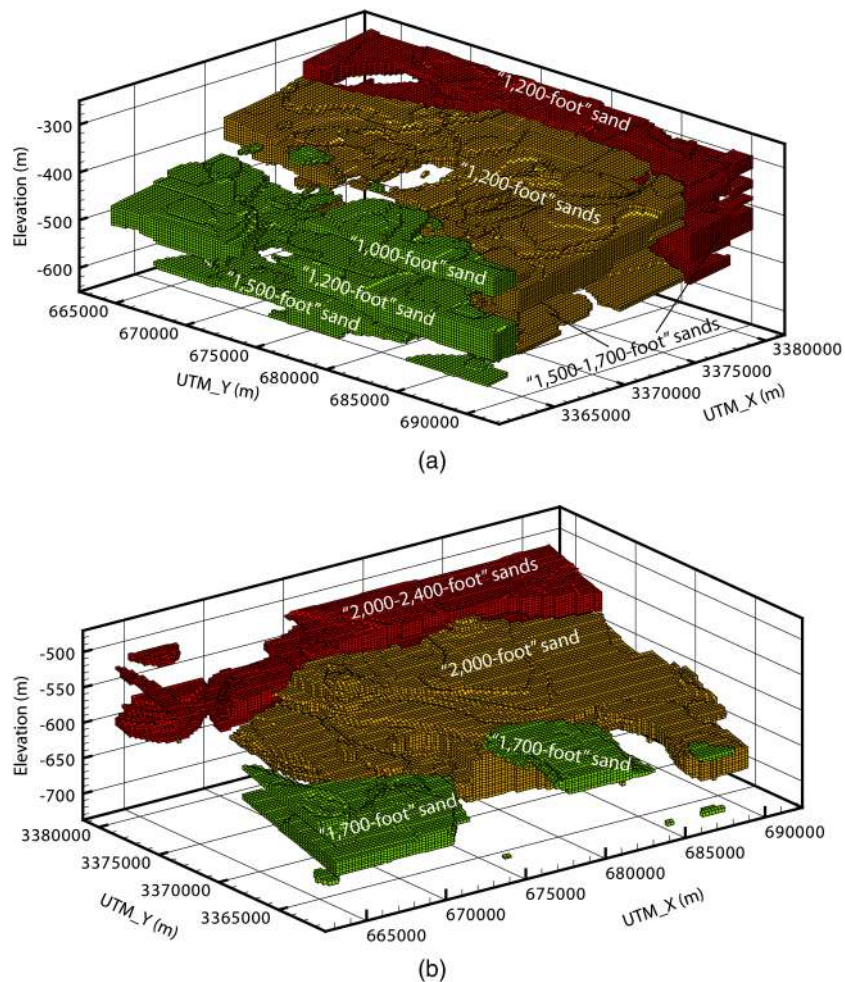 "1,200-foot" sand
"1,200-foot" sands
"1,000-foot" sand
"1,200-foot" sand
"1,500-foot" sand
"1,500-1,700-foot" sands
Elevation (m)
-300
-400
-500
-600
665000
670000
675000
680000
685000
690000
UTM_Y (m)
3365000
3370000
3375000
3380000
UTM_X (m)
(a)
"2,000-2,400-foot" sands
"2,000-foot" sand
"1,700-foot" sand
"1,700-foot" sand
Elevation (m)
-500
-550
-600
-650
-700
3380000
3375000
3370000
3365000
UTM_Y (m)
665000
670000
675000
680000
685000
690000
UTM_X (m)
(b)